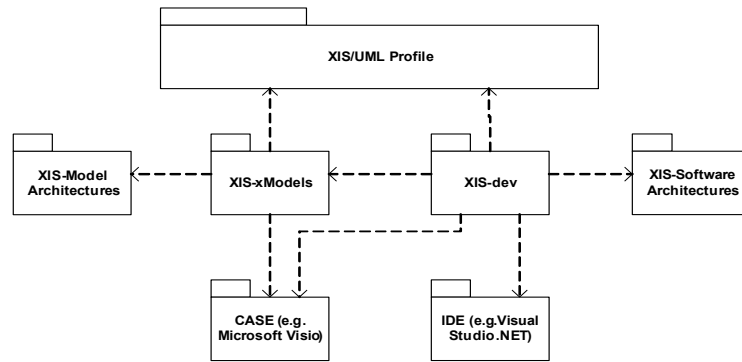 XIS/UML Profile
XIS-Model
Architectures
XIS-xModels
XIS-dev
XIS-Software
Architectures
CASE (e.g.
Microsoft Visio)
IDE (e.g.Visual
Studio.NET)